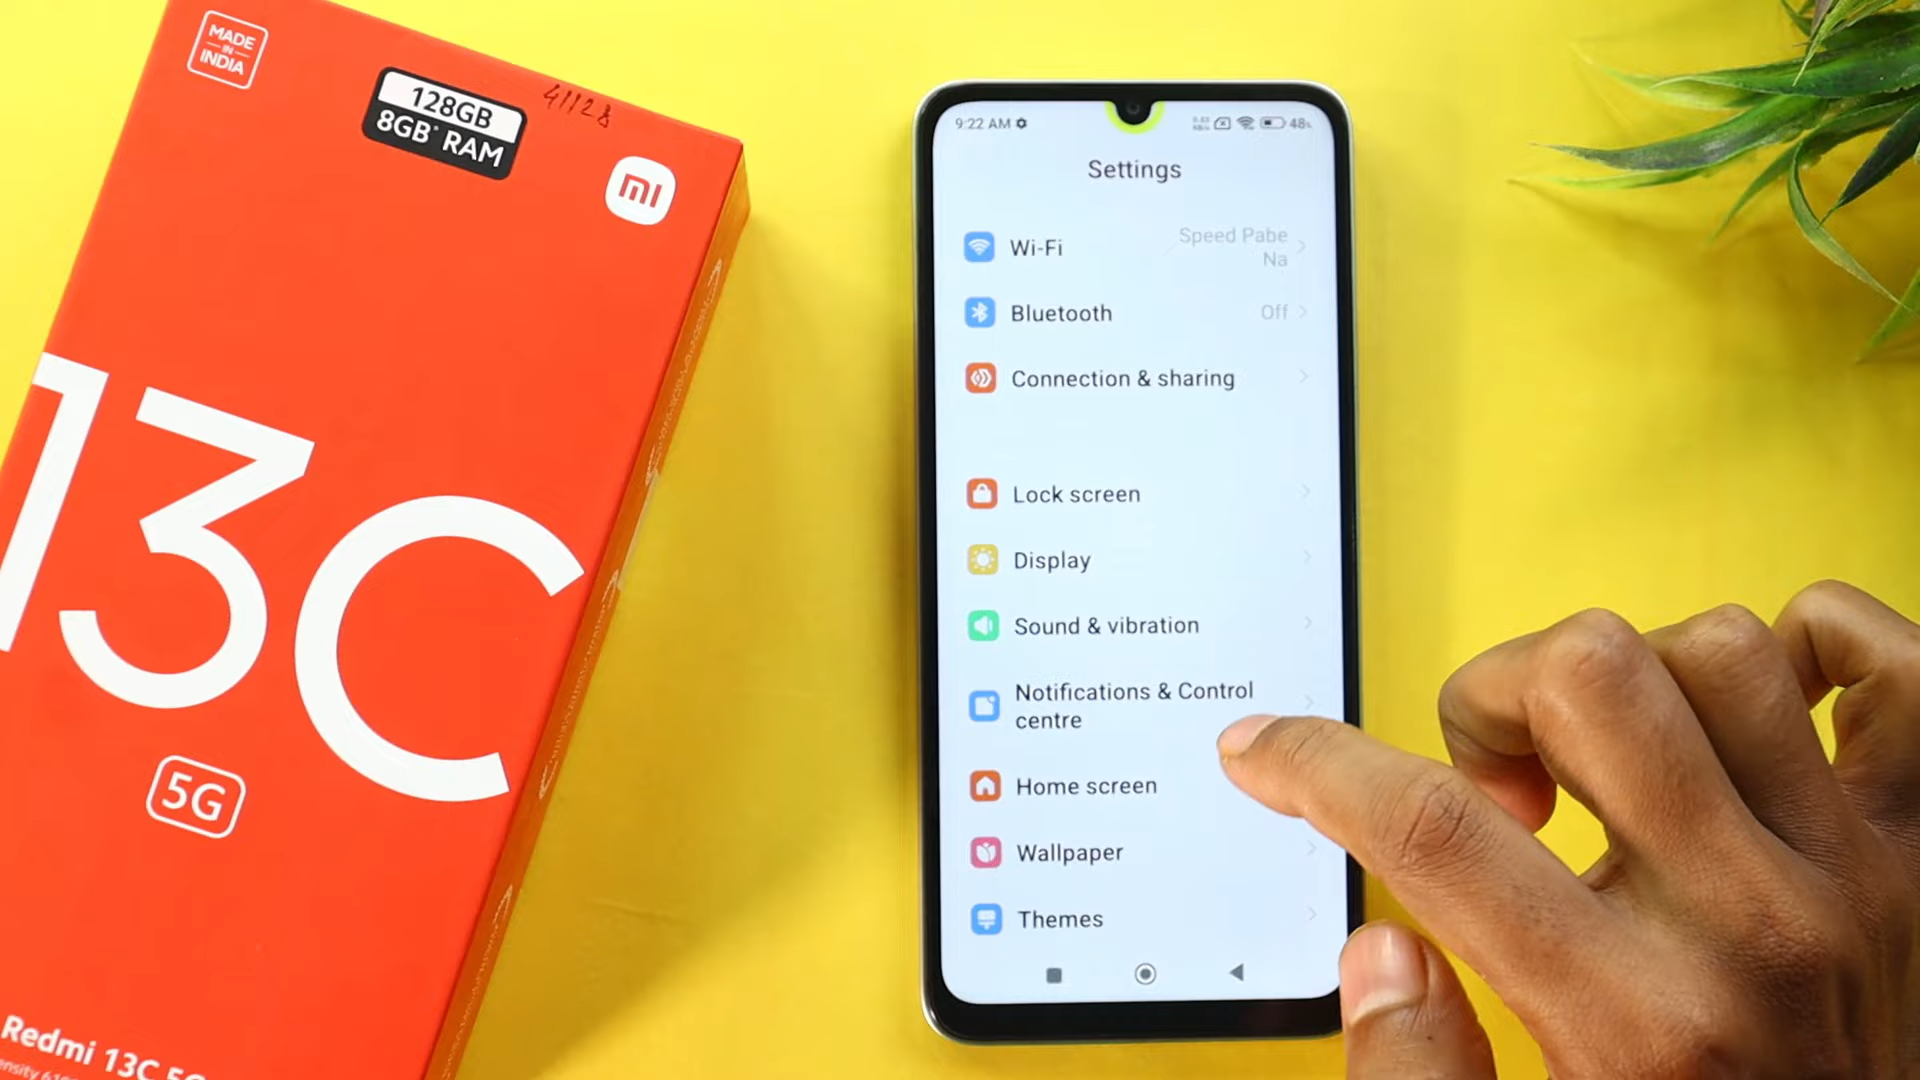 MADE
IN
INDIA
128GB
8GB* RAM
41128
mi
13C
5G
Redmi 13C 5G
9:22 AM
48%
Settings
Wi-Fi
Speed Pabe
Na
Bluetooth
Off
Connection & sharing
Lock screen
Display
Sound & vibration
Notifications & Control
centre
Home screen
Wallpaper
Themes